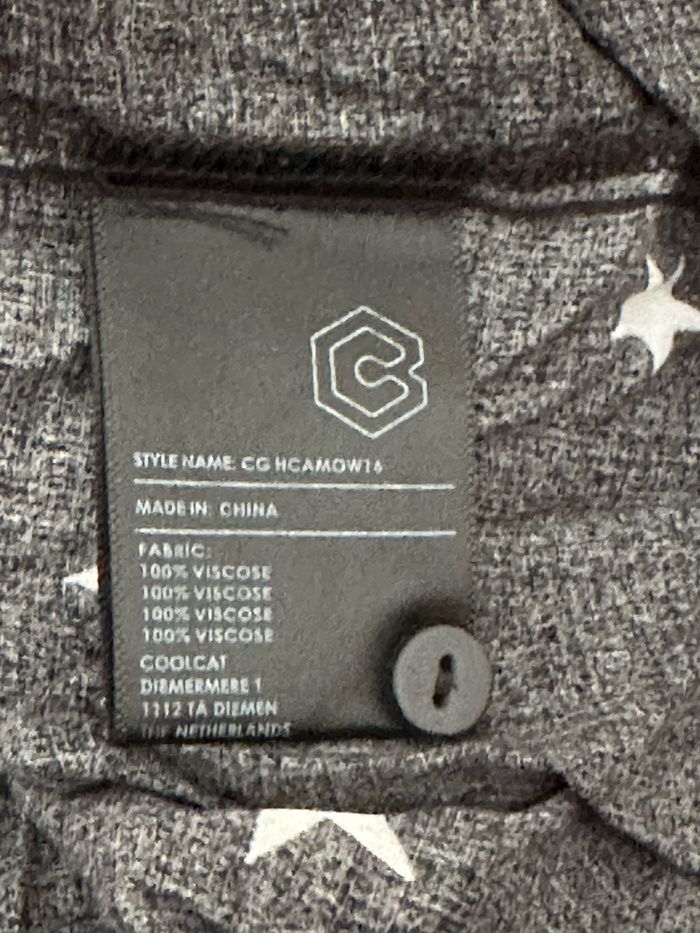 STYLE NAME: CG HCAMOW16
MADE IN: CHINA
FABRIC:
100% VISCOSE
100% VISCOSE
100% VISCOSE
100% VISCOSE
COOLCAT
DIEMERMERE 1
1112 TA DIEMEN
THE NETHERLANDS